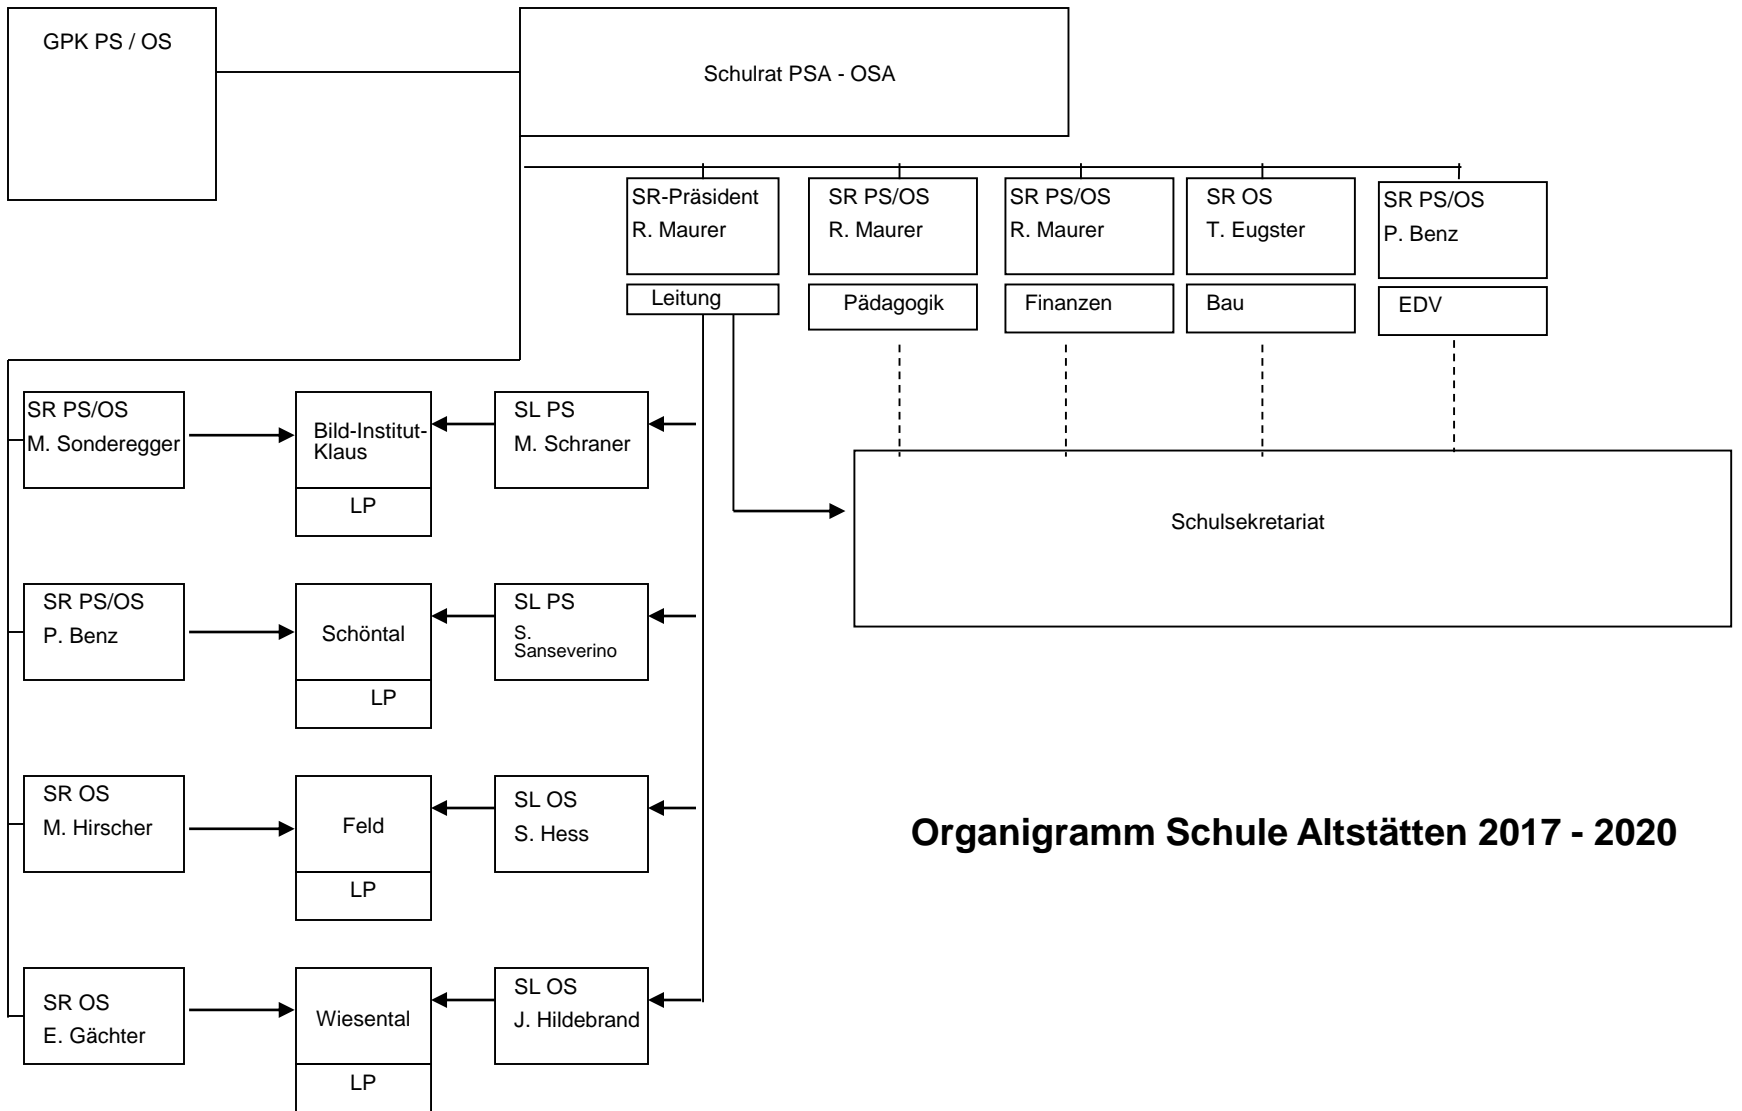 GPK PS / OS
Schulrat PSA - OSA
SR-Präsident
R. Maurer
Leitung
SR PS/OS
R. Maurer
Pädagogik
SR PS/OS
R. Maurer
Finanzen
SR OS
T. Eugster
Bau
SR PS/OS
P. Benz
EDV
SR PS/OS
M. Sonderegger
Bild-Institut-
Klaus
LP
SL PS
M. Schraner
Schulsekretariat
SR PS/OS
P. Benz
Schöntal
LP
SL PS
S.
Sanseverino
SR OS
M. Hirscher
Feld
LP
SL OS
S. Hess
Organigramm Schule Altstätten 2017 - 2020
SR OS
E. Gächter
Wiesental
LP
SL OS
J. Hildebrand